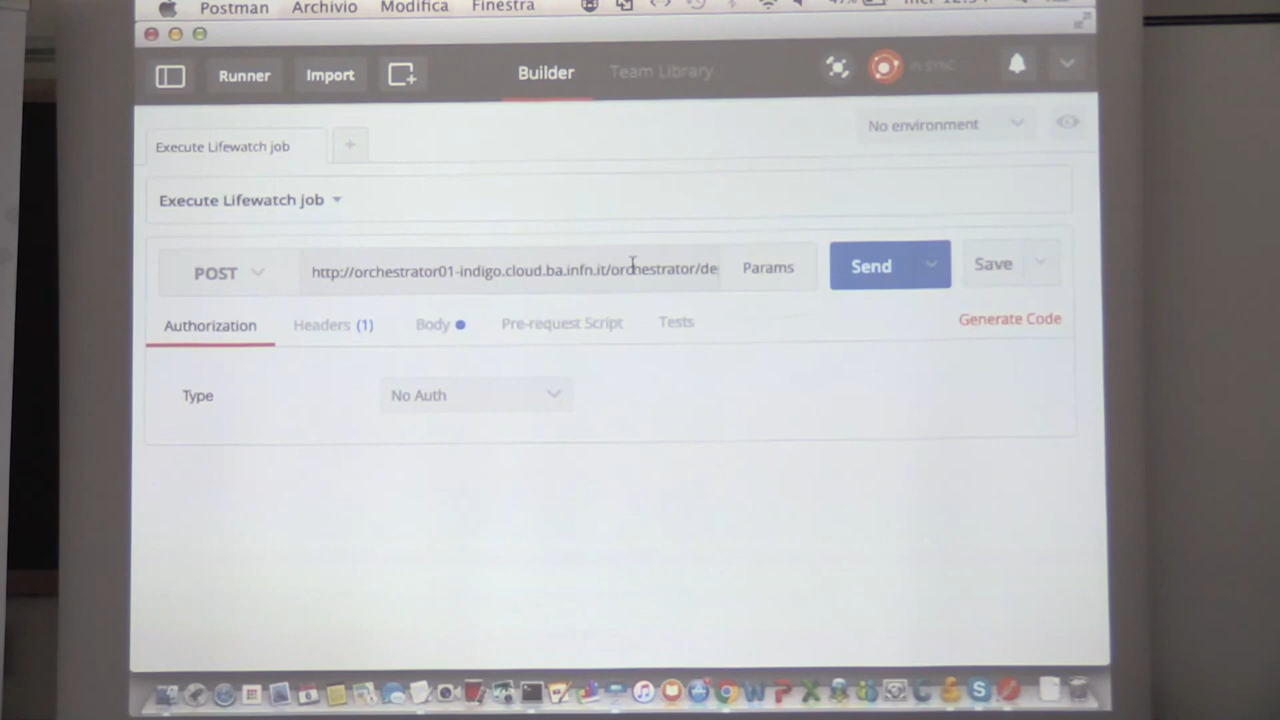 Postman Archivio Modifica Finestra
Runner Import Builder Team Library IN SYNC
No environment
Execute Lifewatch job
Execute Lifewatch job
POST http://orchestrator01-indigo.cloud.ba.infn.it/orchestrator/de Params Send Save
Authorization Headers (1) Body Pre-request Script Tests Generate Code
Type No Auth